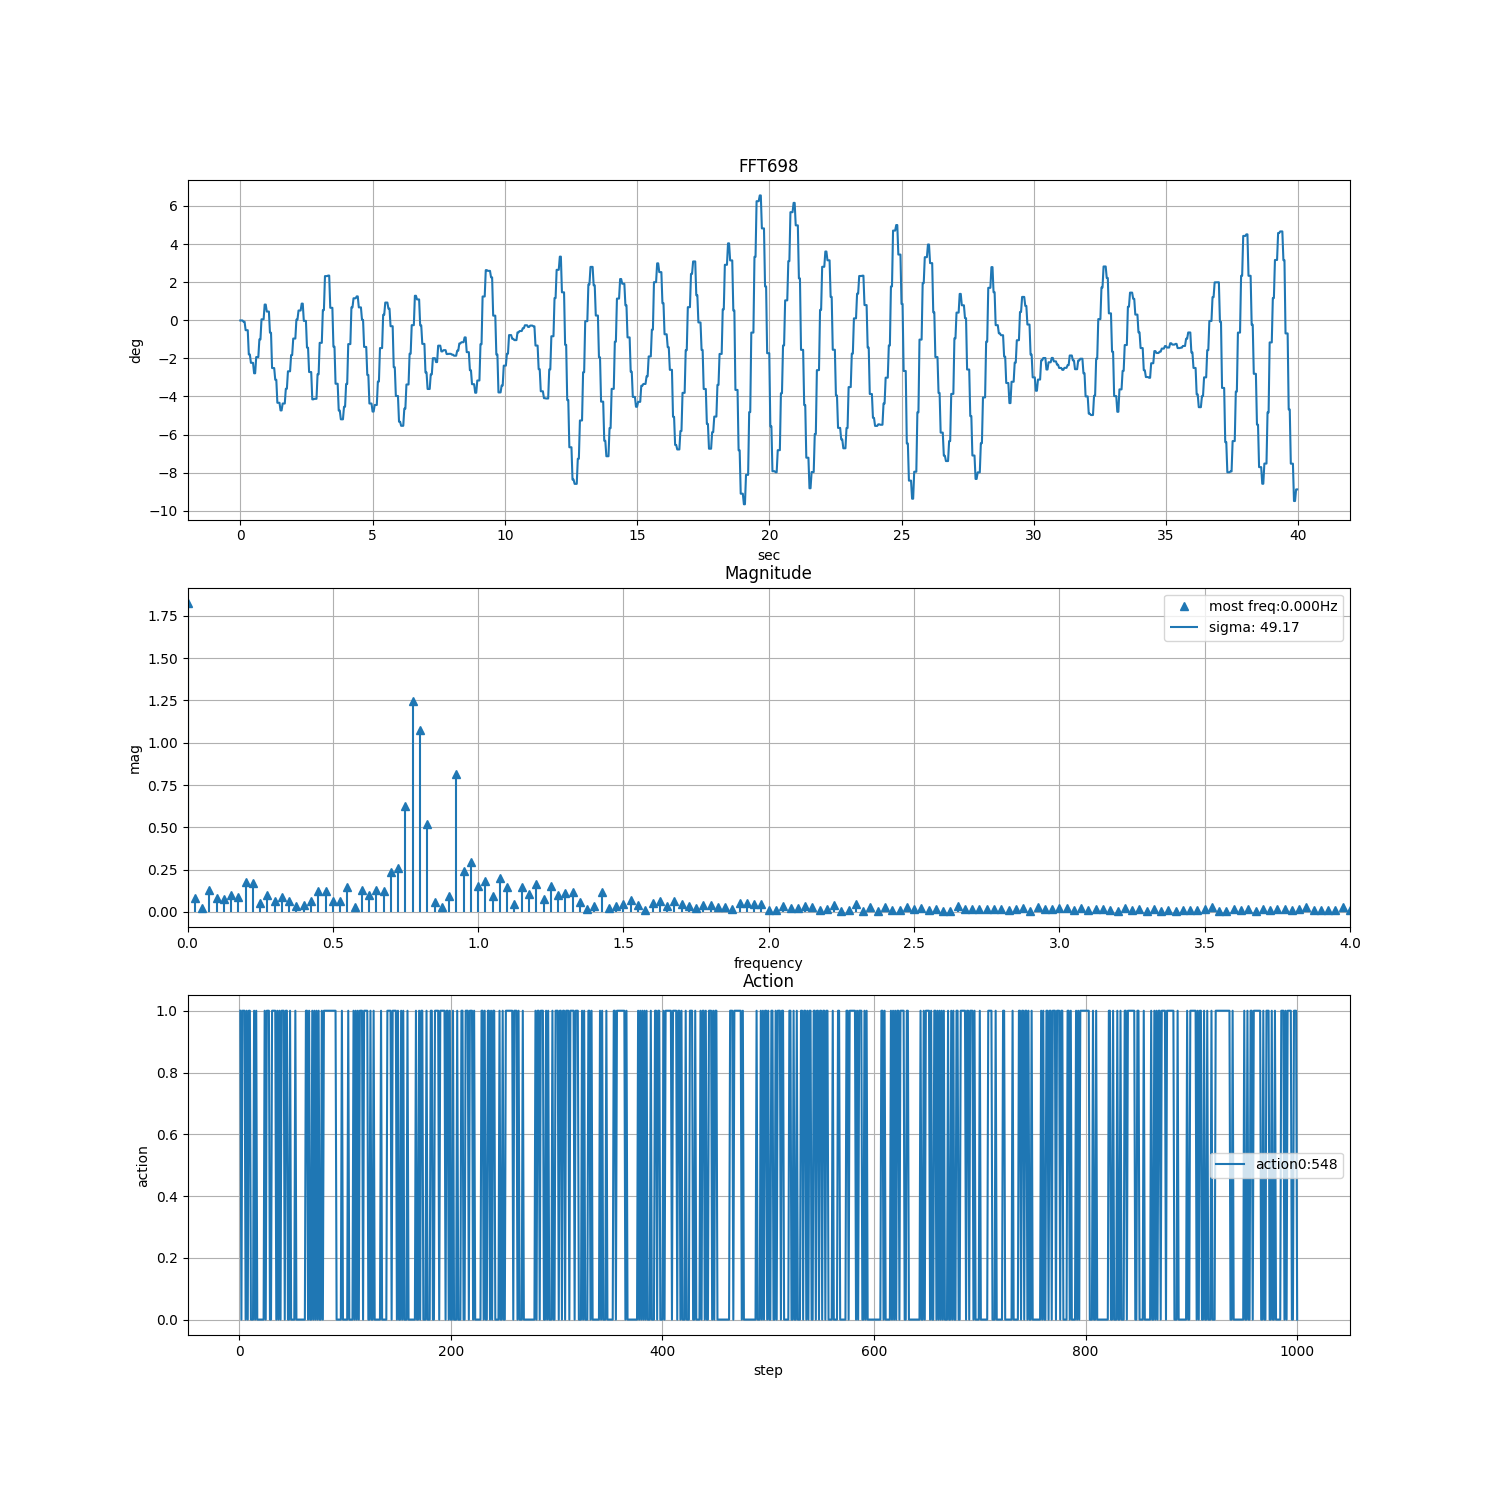 FFT698
6
4
2
0
−2
−4
−6
−8
−10
deg
0 5 10 15 20 25 30 35 40
sec
Magnitude
1.75
1.50
1.25
1.00
0.75
0.50
0.25
0.00
mag
most freq:0.000Hz
sigma: 49.17
0.0 0.5 1.0 1.5 2.0 2.5 3.0 3.5 4.0
frequency
Action
1.0
0.8
0.6
0.4
0.2
0.0
action
action0:548
0 200 400 600 800 1000
step